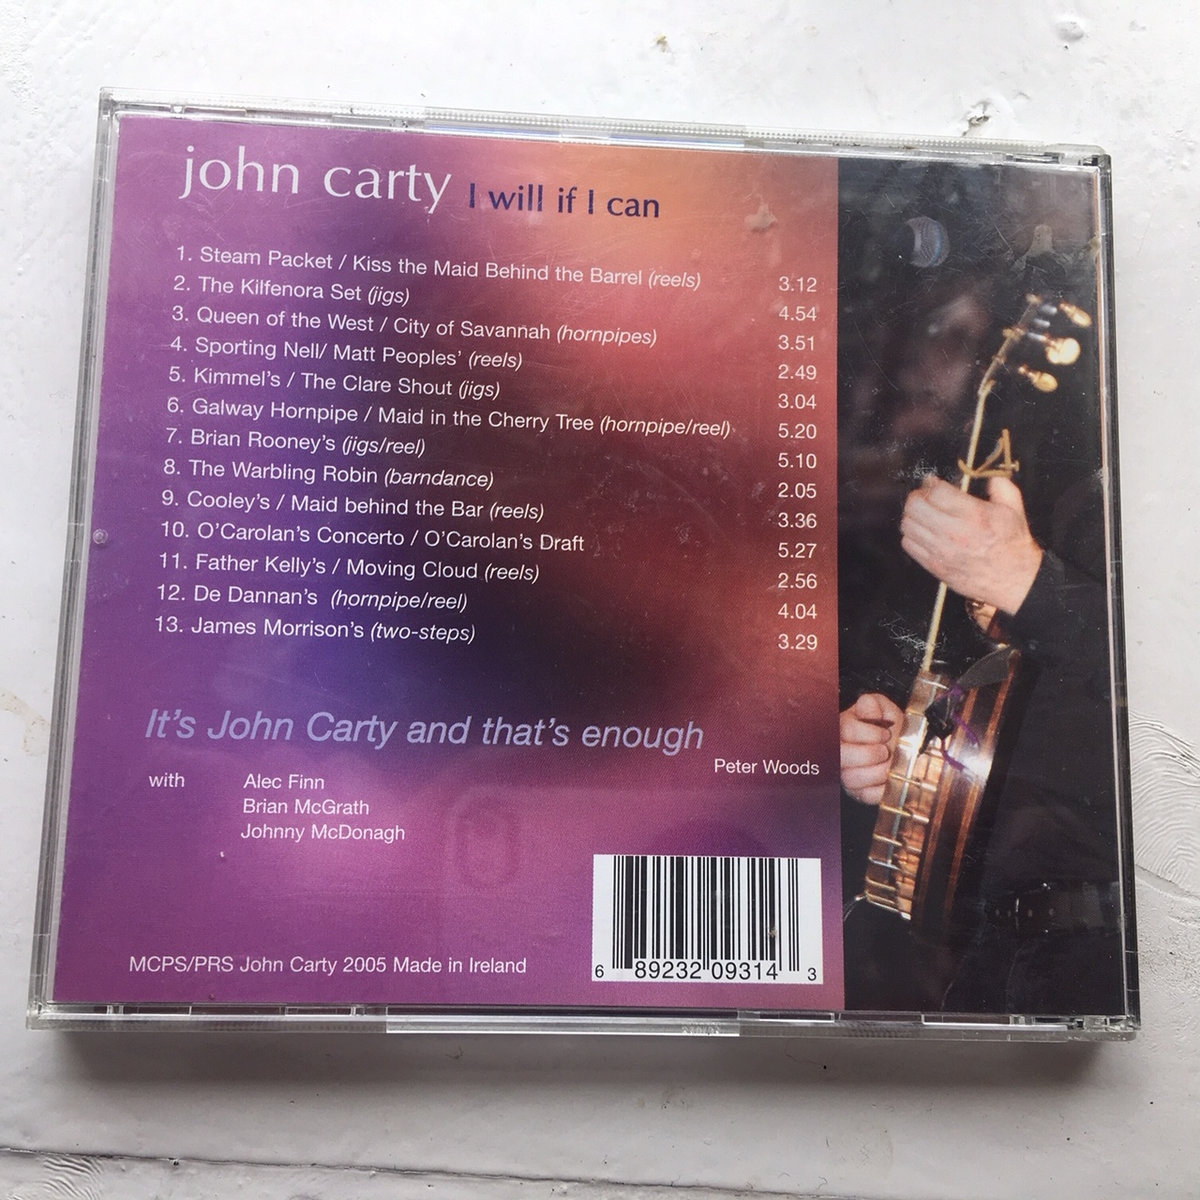 john carty I will if I can
1. Steam Packet / Kiss the Maid Behind the Barrel (reels) 3.12
2. The Kilfenora Set (jigs) 4.54
3. Queen of the West / City of Savannah (hornpipes) 3.51
4. Sporting Nell/ Matt Peoples’ (reels) 2.49
5. Kimmel’s / The Clare Shout (jigs) 3.04
6. Galway Hornpipe / Maid in the Cherry Tree (hornpipe/reel) 5.20
7. Brian Rooney’s (jigs/reel) 5.10
8. The Warbling Robin (barndance) 2.05
9. Cooley’s / Maid behind the Bar (reels) 3.36
10. O’Carolan’s Concerto / O’Carolan’s Draft 5.27
11. Father Kelly’s / Moving Cloud (reels) 2.56
12. De Dannan’s (hornpipe/reel) 4.04
13. James Morrison’s (two-steps) 3.29
It’s John Carty and that’s enough
Peter Woods
with Alec Finn
Brian McGrath
Johnny McDonagh
MCPS/PRS John Carty 2005 Made in Ireland
6 89232 09314 3